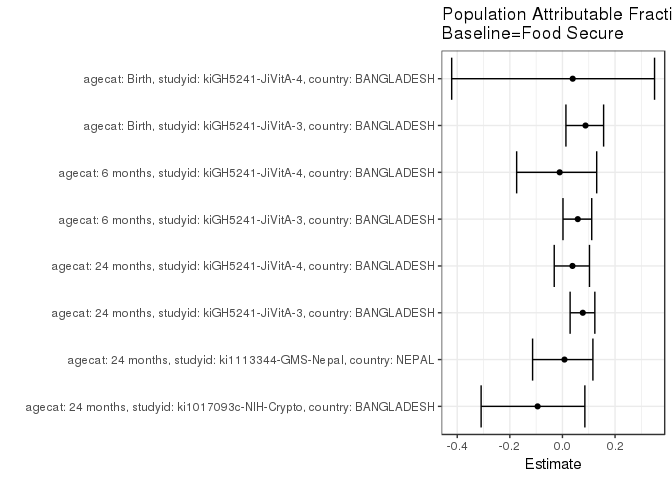 Population Attributable Fracti
Baseline=Food Secure
agecat: Birth, studyid: kiGH5241-JiVitA-4, country: BANGLADESH
agecat: Birth, studyid: kiGH5241-JiVitA-3, country: BANGLADESH
agecat: 6 months, studyid: kiGH5241-JiVitA-4, country: BANGLADESH
agecat: 6 months, studyid: kiGH5241-JiVitA-3, country: BANGLADESH
agecat: 24 months, studyid: kiGH5241-JiVitA-4, country: BANGLADESH
agecat: 24 months, studyid: kiGH5241-JiVitA-3, country: BANGLADESH
agecat: 24 months, studyid: ki1113344-GMS-Nepal, country: NEPAL
agecat: 24 months, studyid: ki1017093c-NIH-Crypto, country: BANGLADESH
-0.4 -0.2 0.0 0.2
Estimate